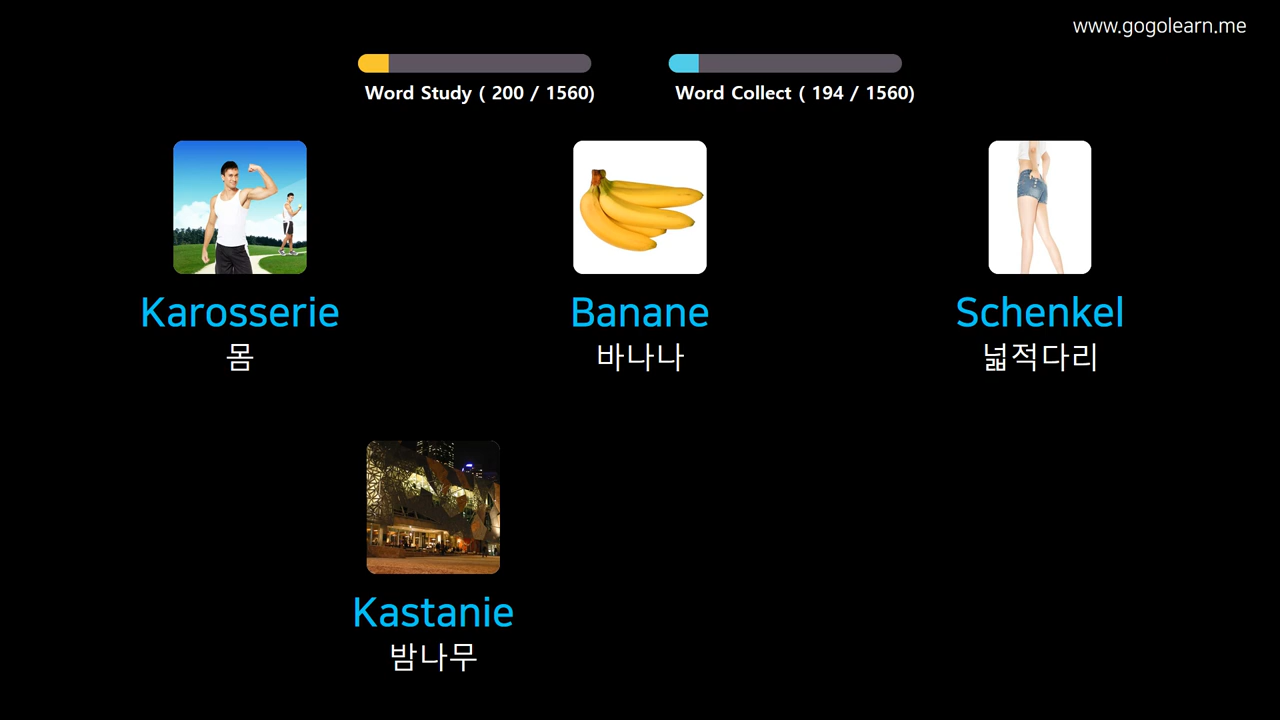 www.gogolearn.me
Word Study ( 200 / 1560)
Word Collect ( 194 / 1560)
Karosserie
몸
Banane
바나나
Schenkel
넓적다리
Kastanie
밤나무